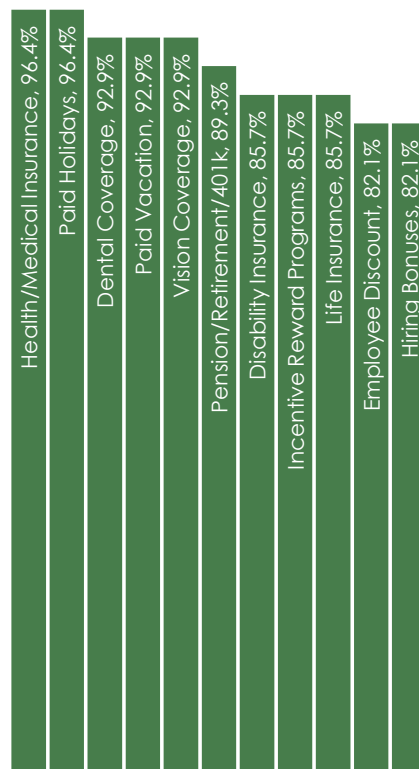 Health/Medical Insurance, 96.4%
Paid Holidays, 96.4%
Dental Coverage, 92.9%
Paid Vacation, 92.9%
Vision Coverage, 92.9%
Pension/Retirement/401k, 89.3%
Disability Insurance, 85.7%
Incentive Reward Programs, 85.7%
Life Insurance, 85.7%
Employee Discount, 82.1%
Hiring Bonuses, 82.1%